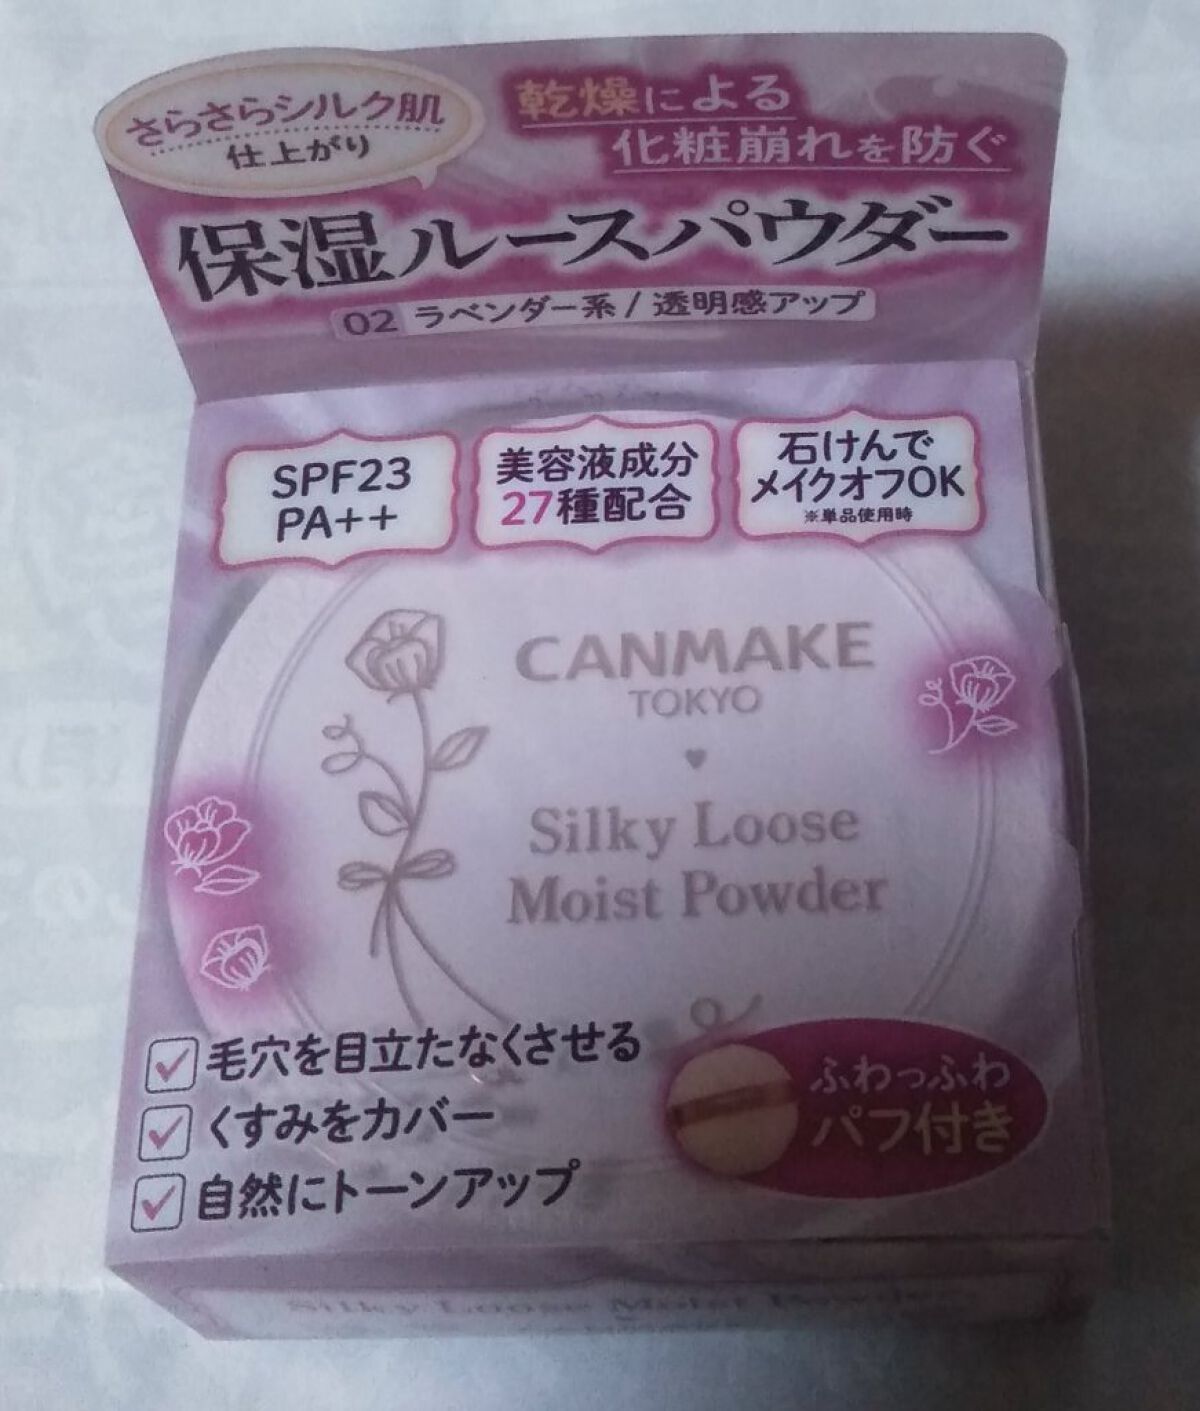 さらさらシルク肌
仕上がり
乾燥による
化粧崩れを防ぐ
保湿ルースパウダー
02 ラベンダー系 / 透明感アップ
SPF23
PA++
美容液成分
27種配合
石けんで
メイクオフOK
※単品使用時
CANMAKE
TOKYO
♥
Silky Loose
Moist Powder
毛穴を目立たなくさせる
くすみをカバー
自然にトーンアップ
ふわっふわ
パフ付き
Silky Loose Moist Powder